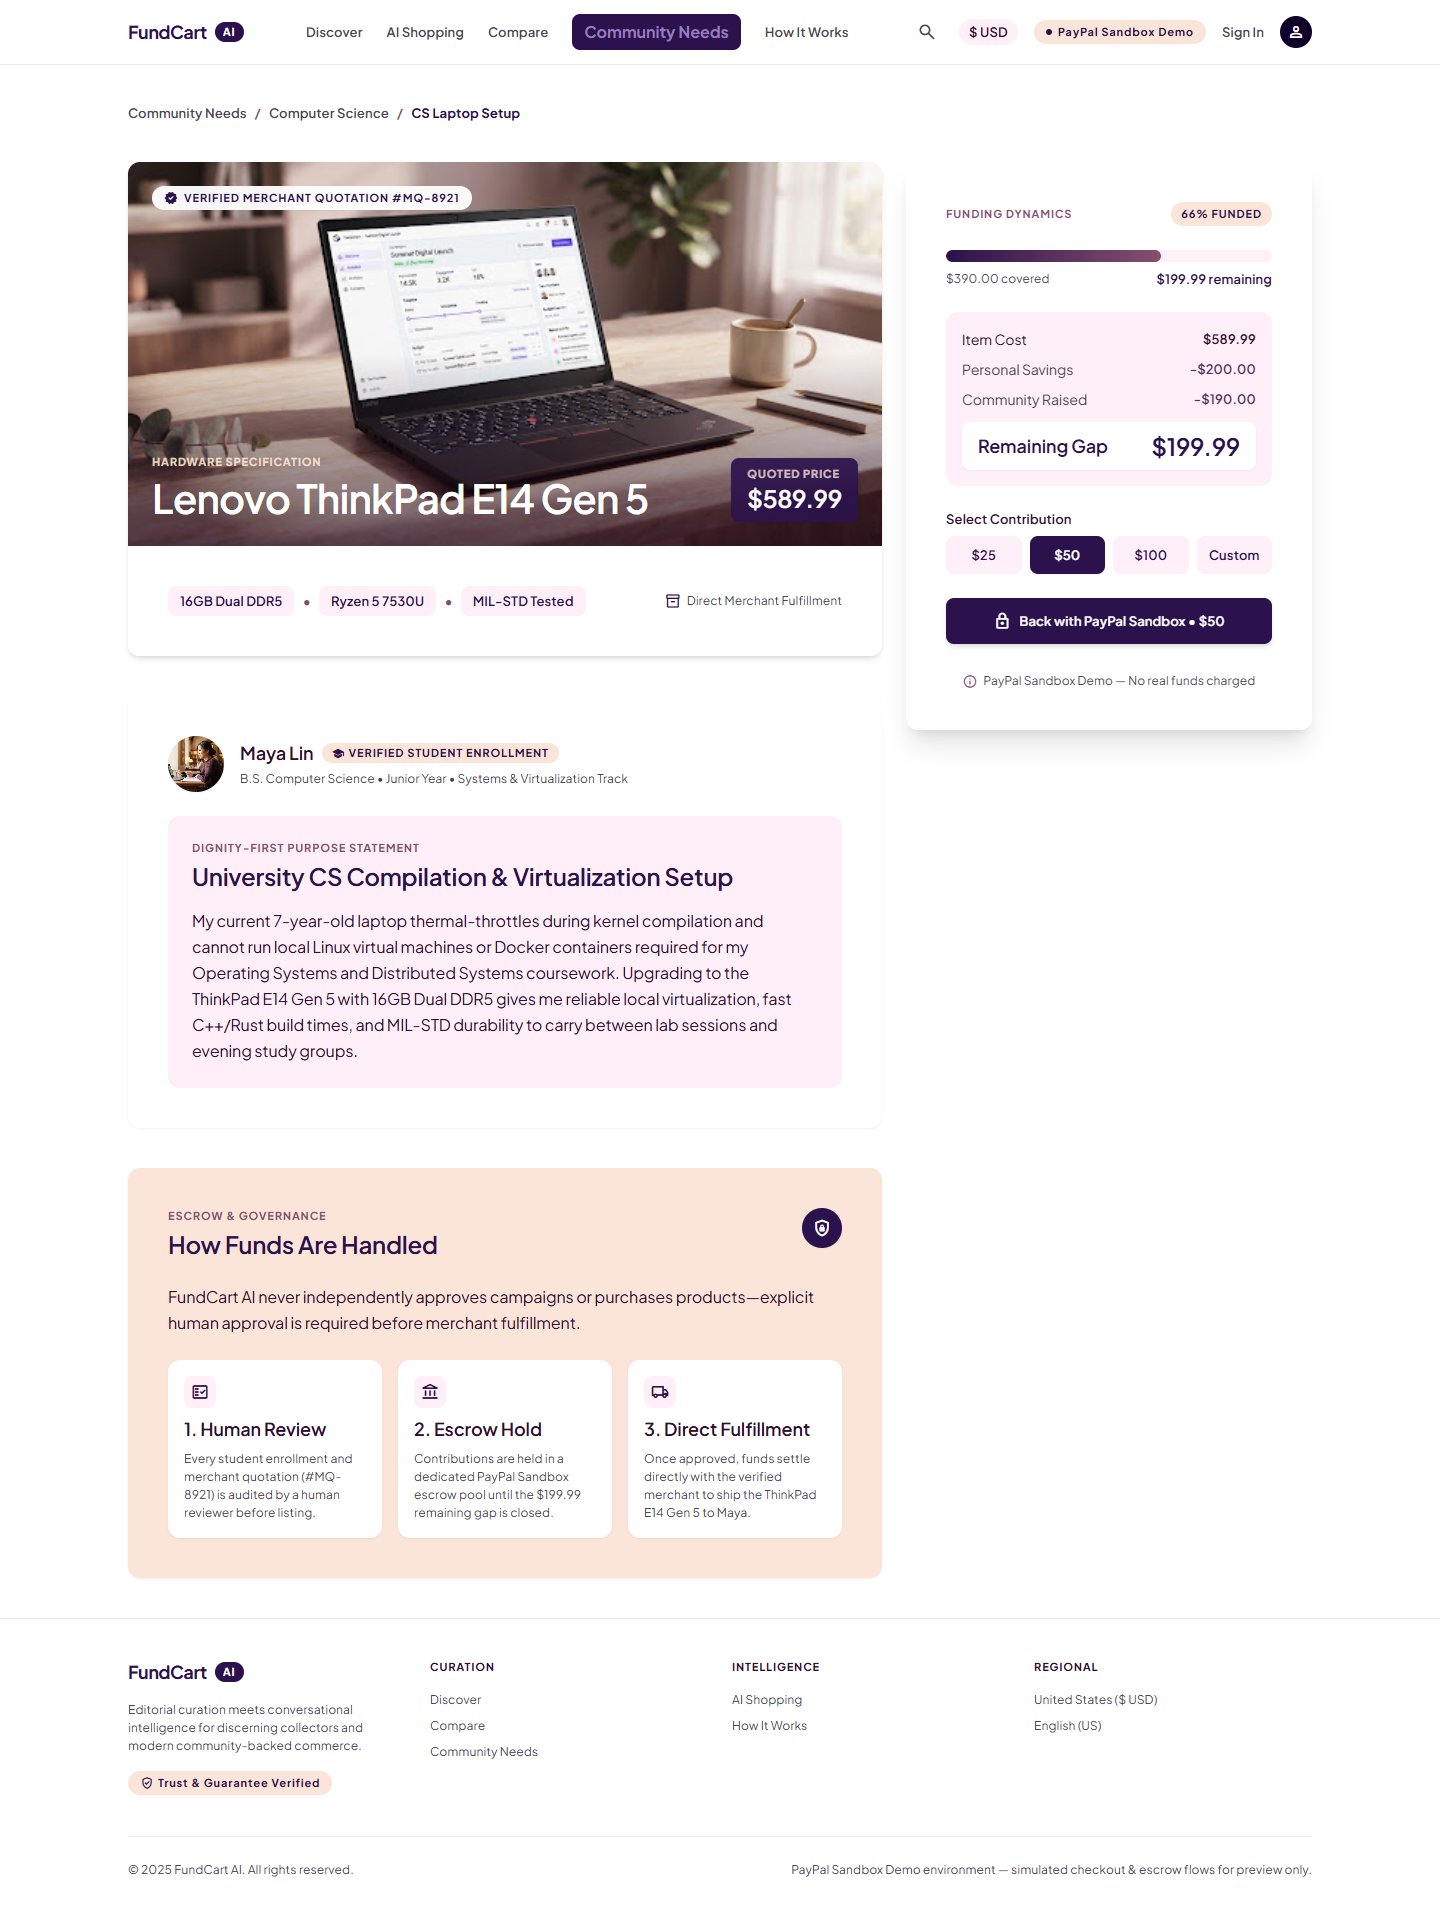 FundCart AI
Discover
AI Shopping
Compare
Community Needs
How It Works
$ USD
PayPal Sandbox Demo
Sign In
Community Needs / Computer Science / CS Laptop Setup
VERIFIED MERCHANT QUOTATION #MQ-8921
Summer Digital Launch
HARDWARE SPECIFICATION
Lenovo ThinkPad E14 Gen 5
QUOTED PRICE
$589.99
16GB Dual DDR5 • Ryzen 5 7530U • MIL-STD Tested
Direct Merchant Fulfillment
FUNDING DYNAMICS
66% FUNDED
$390.00 covered
$199.99 remaining
Item Cost $589.99
Personal Savings -$200.00
Community Raised -$190.00
Remaining Gap $199.99
Select Contribution
$25
$50
$100
Custom
Back with PayPal Sandbox • $50
PayPal Sandbox Demo — No real funds charged
Maya Lin
VERIFIED STUDENT ENROLLMENT
B.S. Computer Science • Junior Year • Systems & Virtualization Track
DIGNITY-FIRST PURPOSE STATEMENT
University CS Compilation & Virtualization Setup
My current 7-year-old laptop thermal-throttles during kernel compilation and
cannot run local Linux virtual machines or Docker containers required for my
Operating Systems and Distributed Systems coursework. Upgrading to the
ThinkPad E14 Gen 5 with 16GB Dual DDR5 gives me reliable local virtualization, fast
C++/Rust build times, and MIL-STD durability to carry between lab sessions and
evening study groups.
ESCROW & GOVERNANCE
How Funds Are Handled
FundCart AI never independently approves campaigns or purchases products—explicit
human approval is required before merchant fulfillment.
1. Human Review
Every student enrollment and
merchant quotation (#MQ-
8921) is audited by a human
reviewer before listing.
2. Escrow Hold
Contributions are held in a
dedicated PayPal Sandbox
escrow pool until the $199.99
remaining gap is closed.
3. Direct Fulfillment
Once approved, funds settle
directly with the verified
merchant to ship the ThinkPad
E14 Gen 5 to Maya.
FundCart AI
Editorial curation meets conversational
intelligence for discerning collectors and
modern community-backed commerce.
Trust & Guarantee Verified
CURATION
Discover
Compare
Community Needs
INTELLIGENCE
AI Shopping
How It Works
REGIONAL
United States ($ USD)
English (US)
© 2025 FundCart AI. All rights reserved.
PayPal Sandbox Demo environment — simulated checkout & escrow flows for preview only.